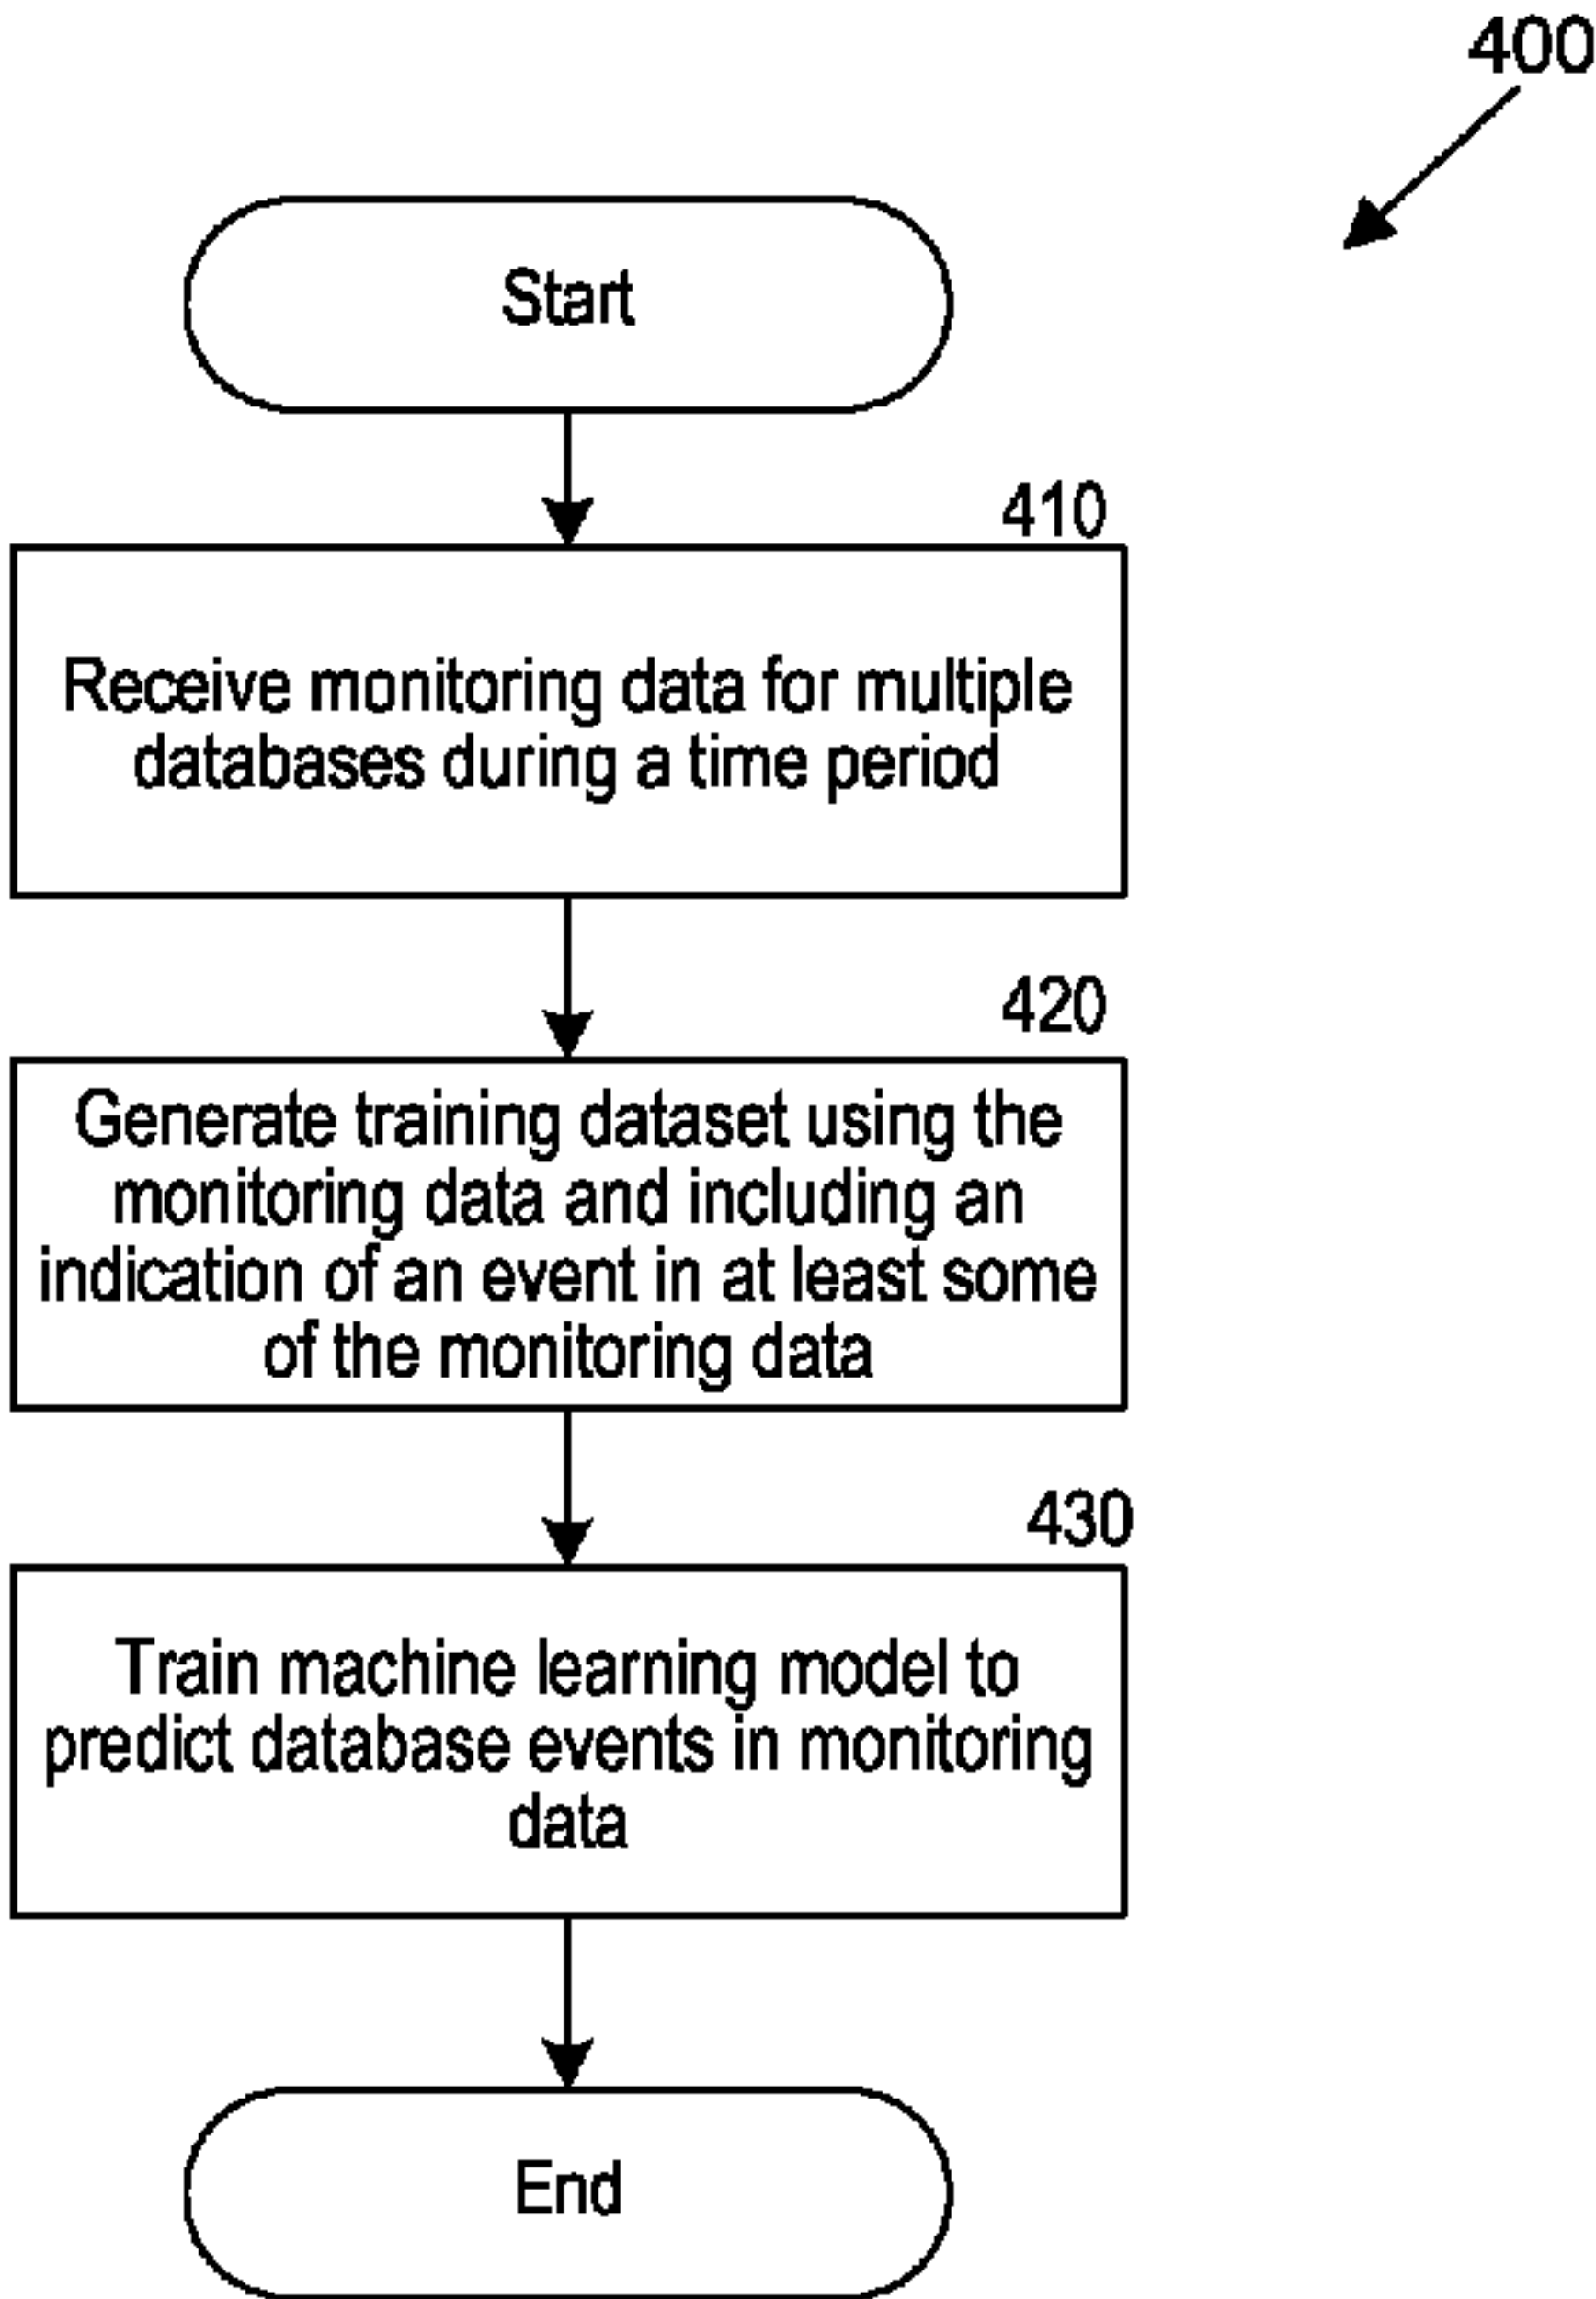 400
Start
410
Receive monitoring data for multiple
databases during a time period
420
Generate training dataset using the
monitoring data and including an
indication of an event in at least some
of the monitoring data
430
Train machine learning model to
predict database events in monitoring
data
End